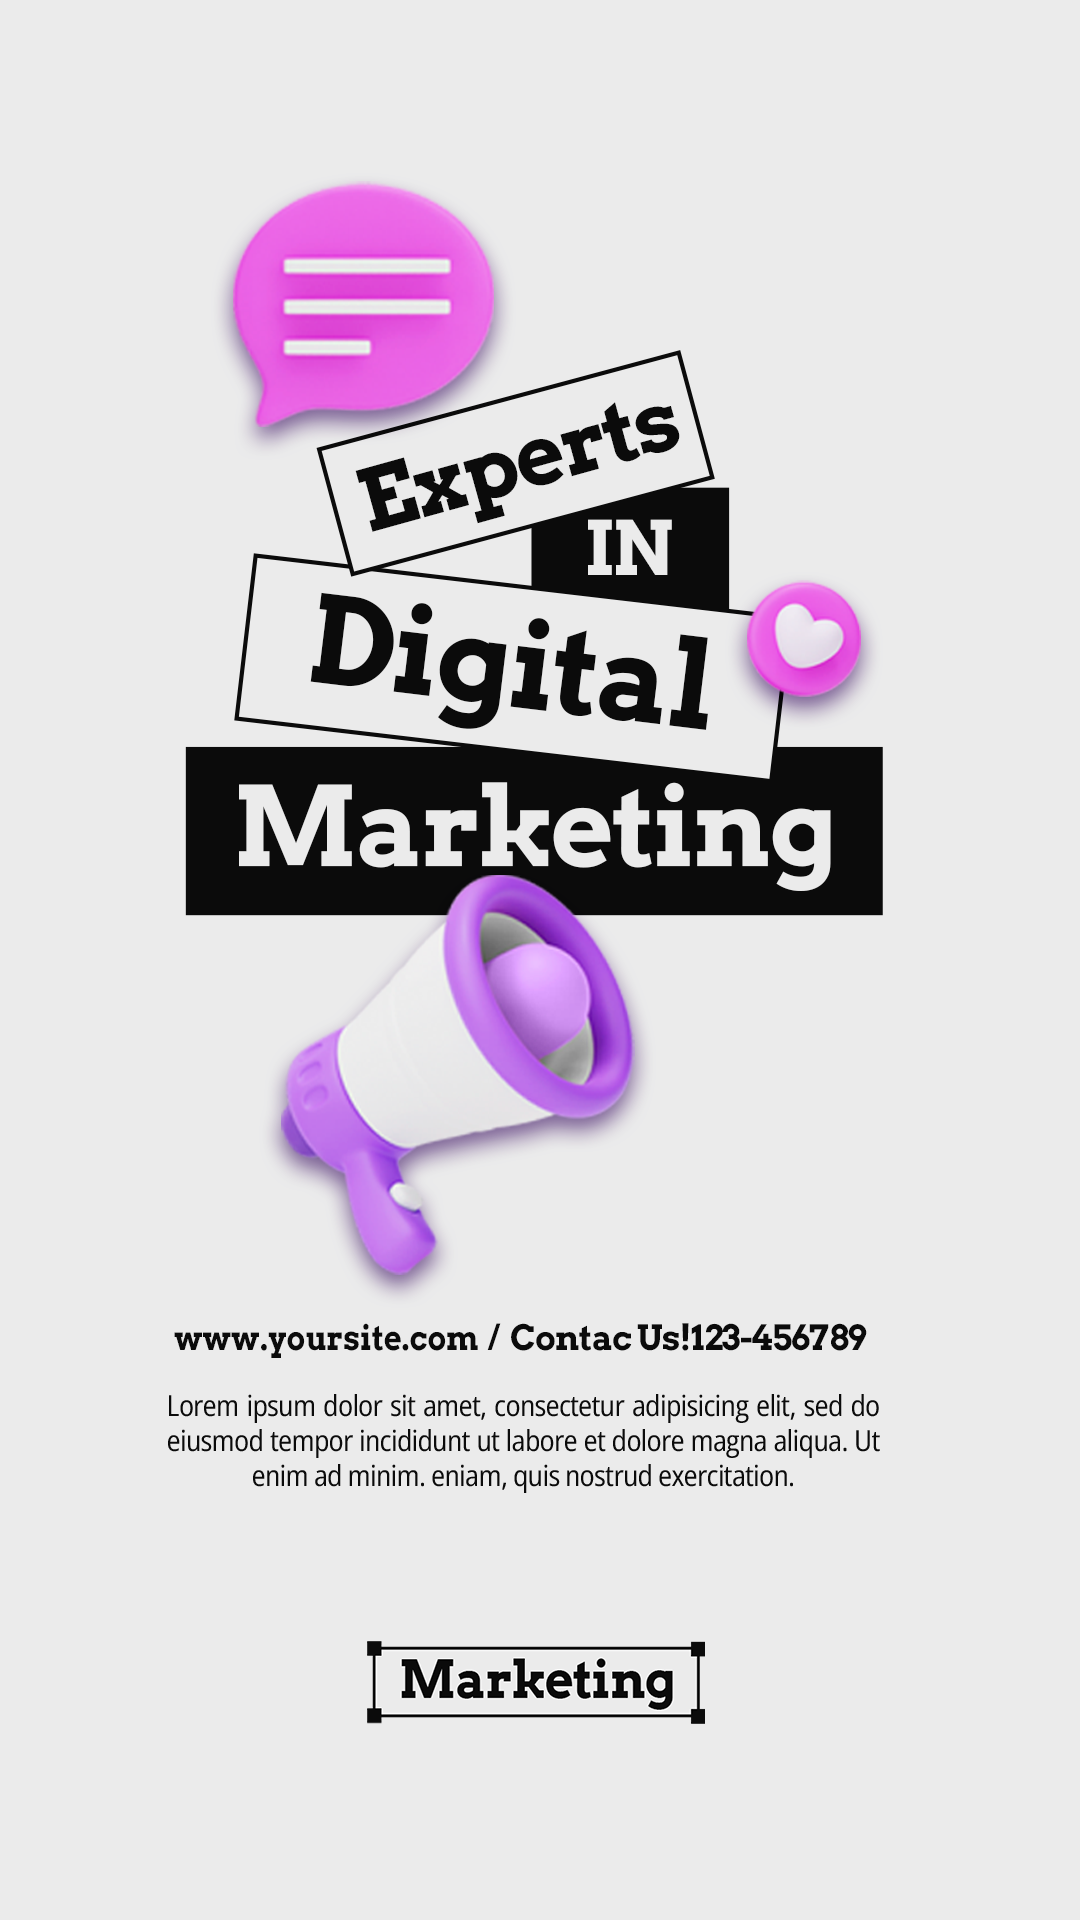 Experts
IN
Digital
Marketing
www.yoursite.com / Contac Us!123-456789
Lorem ipsum dolor sit amet, consectetur adipisicing elit, sed do
eiusmod tempor incididunt ut labore et dolore magna aliqua. Ut
enim ad minim. eniam, quis nostrud exercitation.
Marketing